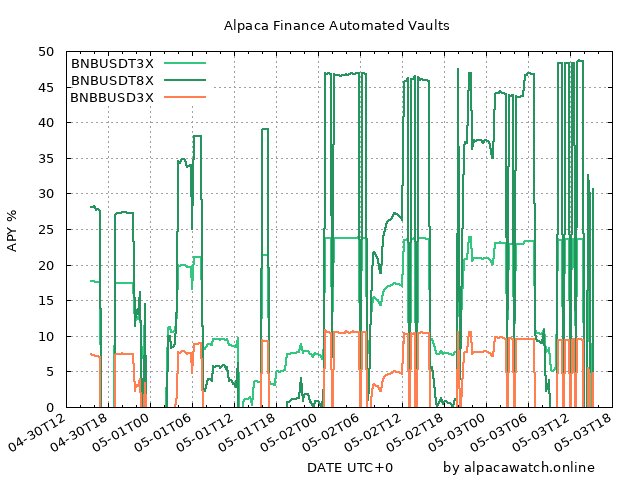 Alpaca Finance Automated Vaults
50
45
40
35
30
25
20
15
10
5
0
APY %
BNBUSDT3X
BNBUSDT8X
BNBBUSD3X
04-30T12
04-30T18
05-01T00
05-01T06
05-01T12
05-01T18
05-02T00
05-02T06
05-02T12
05-02T18
05-03T00
05-03T06
05-03T12
05-03T18
DATE UTC+0 by alpacawatch.online